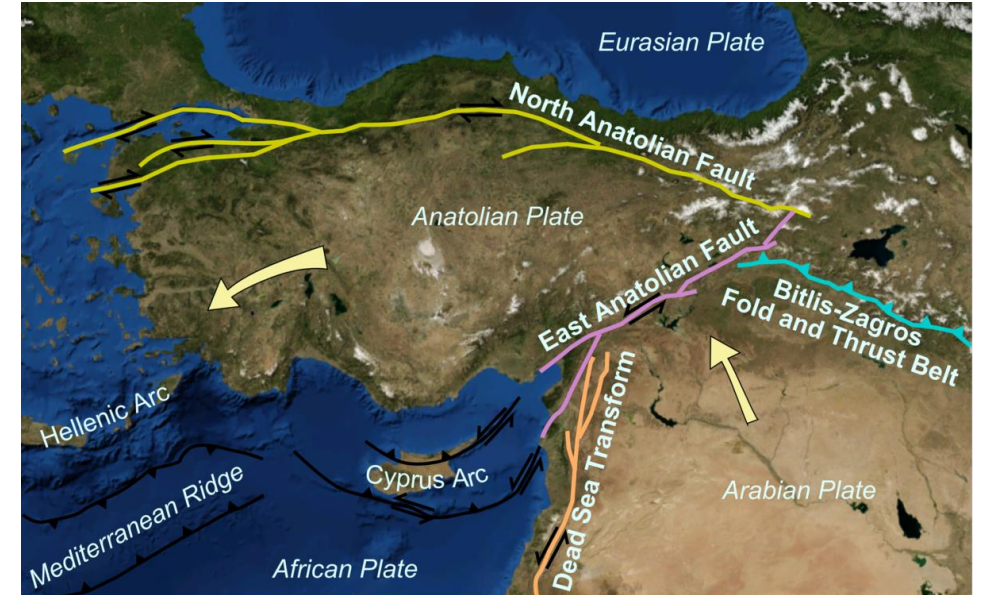 Eurasian Plate
North Anatolian Fault
Anatolian Plate
East Anatolian Fault
Bitlis-Zagros
Fold and Thrust Belt
Hellenic Arc
Cyprus Arc
Dead Sea Transform
Mediterranean Ridge
Arabian Plate
African Plate